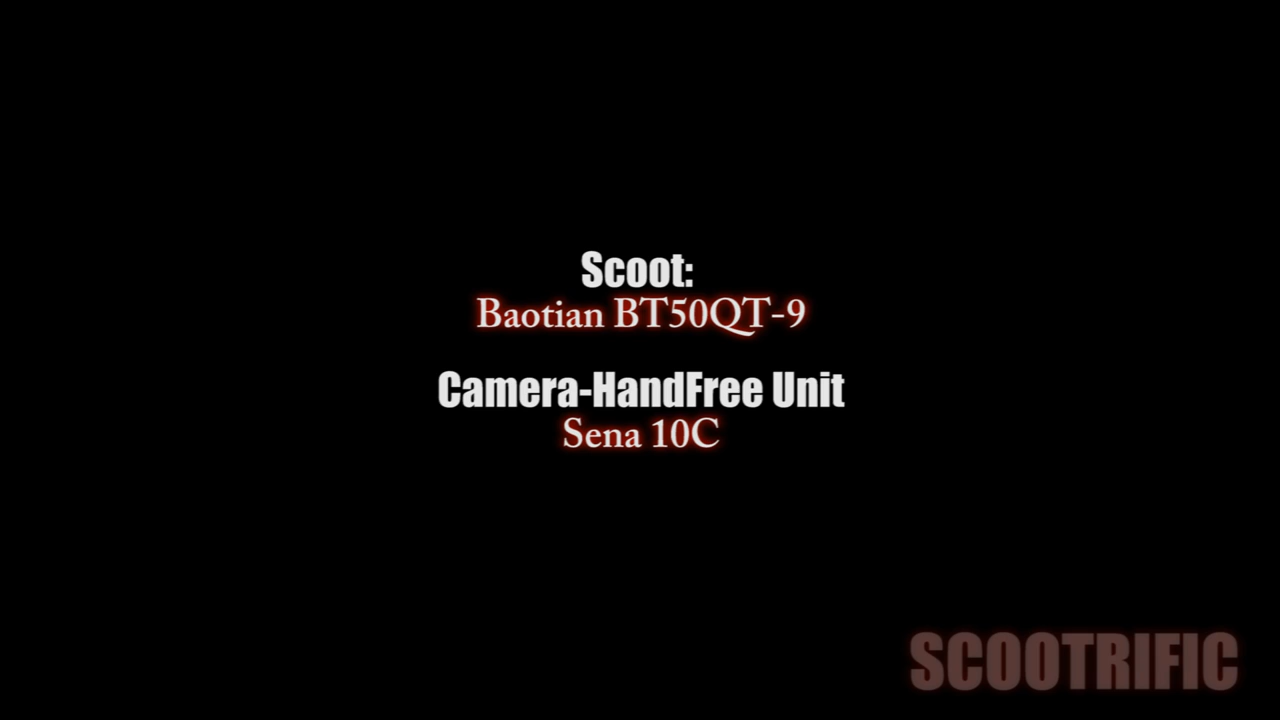 Scoot:
Baotian BT50QT-9
Camera-HandFree Unit
Sena 10C
SCOOTRIFIC